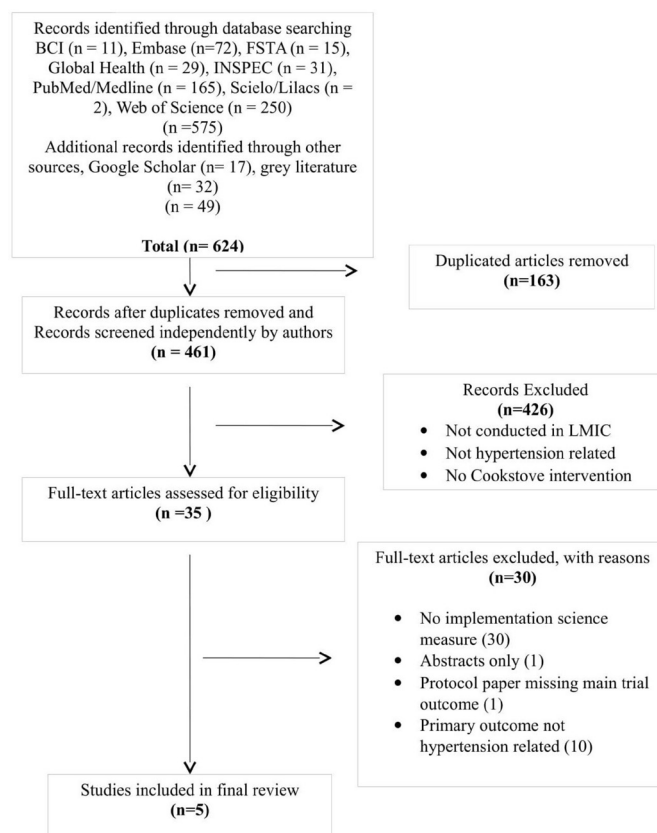 Records identified through database searching
BCI (n = 11), Embase (n=72), FSTA (n = 15),
Global Health (n = 29), INSPEC (n = 31),
PubMed/Medline (n = 165), Scielo/Lilacs (n =
2), Web of Science (n = 250)
(n =575)
Additional records identified through other
sources, Google Scholar (n= 17), grey literature
(n= 32)
(n = 49)
Total (n= 624)
Duplicated articles removed
(n=163)
Records after duplicates removed and
Records screened independently by authors
(n = 461)
Records Excluded
(n=426)
• Not conducted in LMIC
• Not hypertension related
• No Cookstove intervention
Full-text articles assessed for eligibility
(n =35 )
Full-text articles excluded, with reasons
(n=30)
• No implementation science
measure (30)
• Abstracts only (1)
• Protocol paper missing main trial
outcome (1)
• Primary outcome not
hypertension related (10)
Studies included in final review
(n=5)